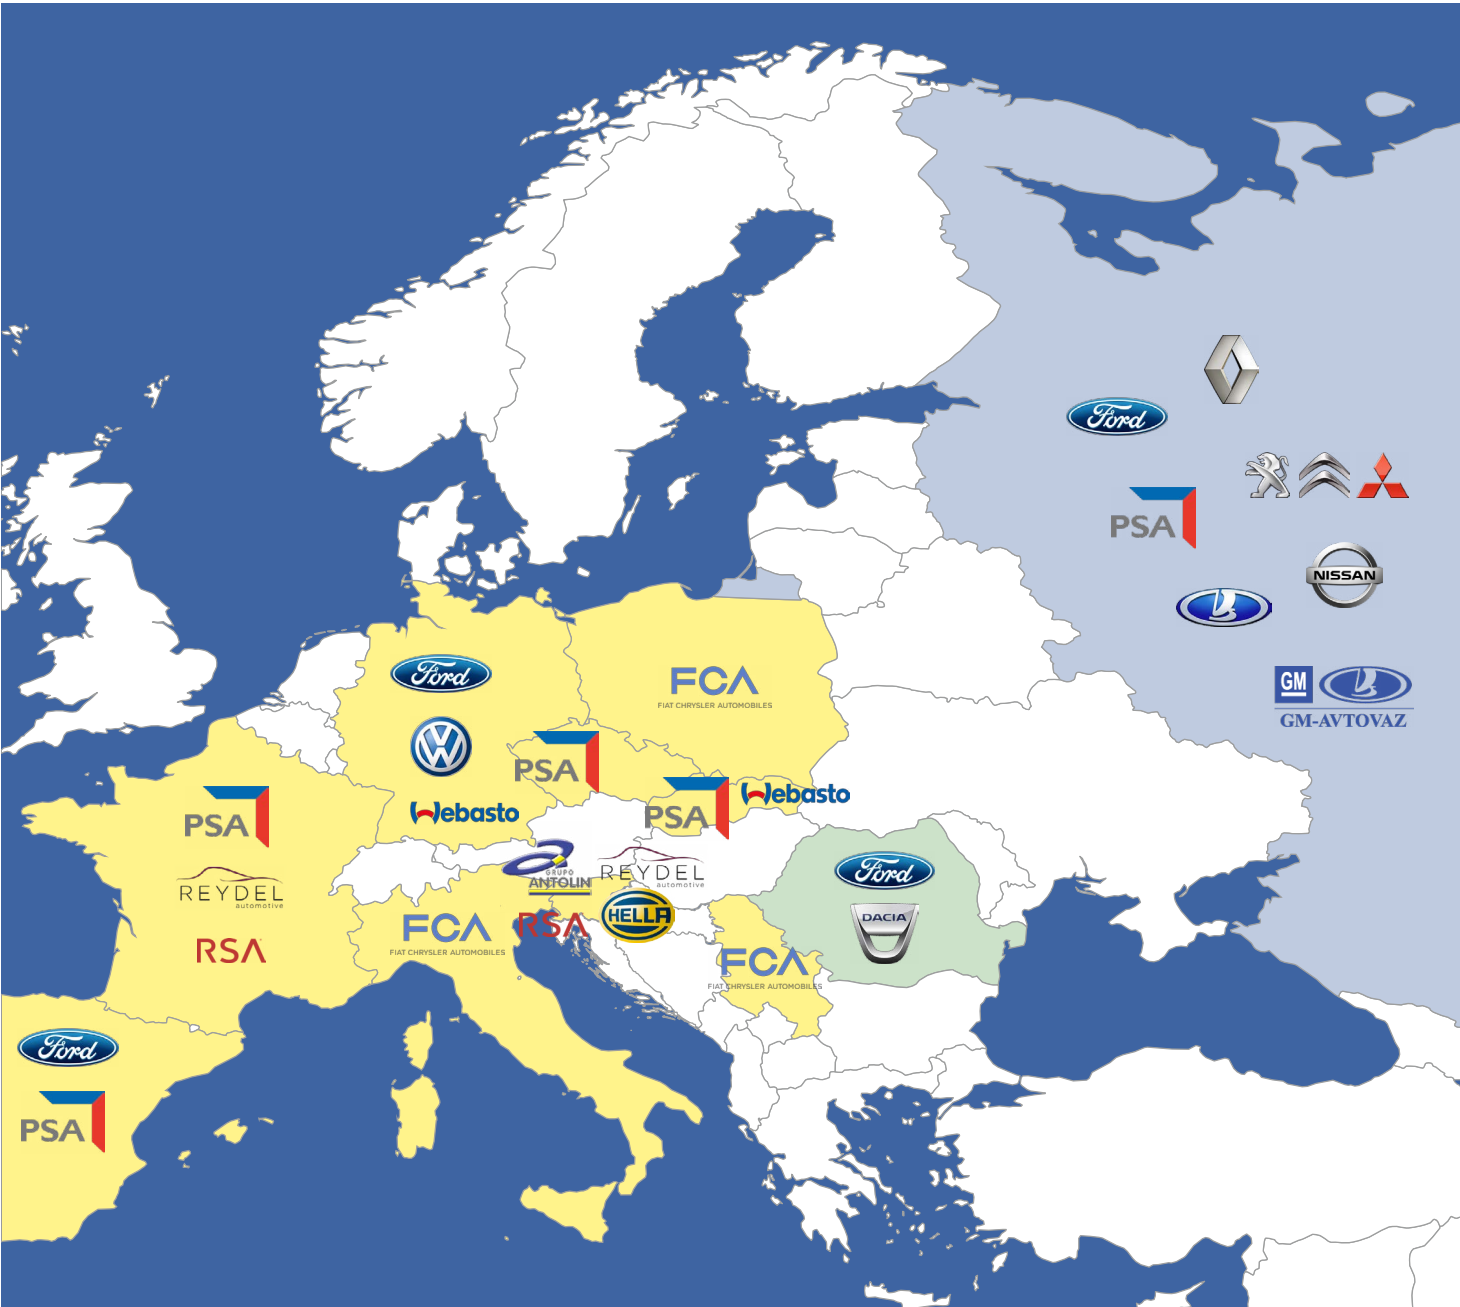 Ford
PSA
NISSAN
GM
GM-AVTOVAZ
Ford
FCA
FIAT CHRYSLER AUTOMOBILES
PSA
PSA
Webasto
Webasto
PSA
REYDEL
automotive
RSA
GRUPO
ANTOLIN
REYDEL
automotive
RSA
HELLA
FCA
FIAT CHRYSLER AUTOMOBILES
Ford
DACIA
FCA
FIAT CHRYSLER AUTOMOBILES
Ford
PSA